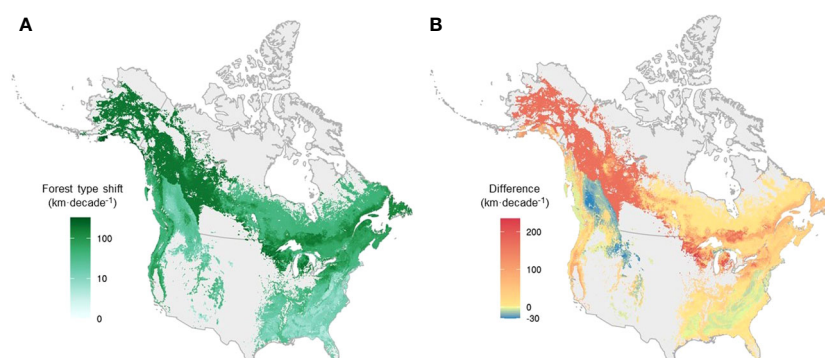 A
Forest type shift
(km·decade⁻¹)
100
10
0
B
Difference
(km·decade⁻¹)
200
100
0
-30